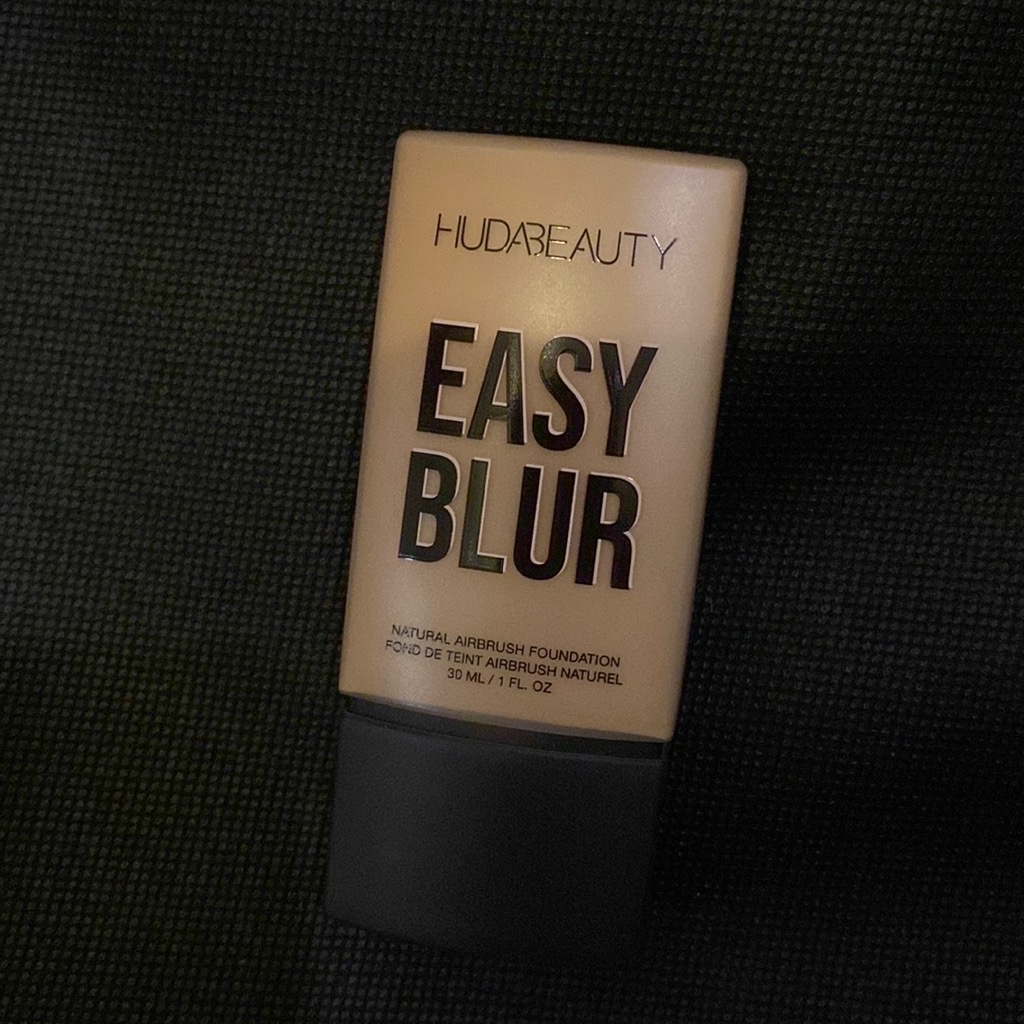 HUDABEAUTY
EASY
BLUR
NATURAL AIRBRUSH FOUNDATION
FOND DE TEINT AIRBRUSH NATUREL
30 ML / 1 FL. OZ